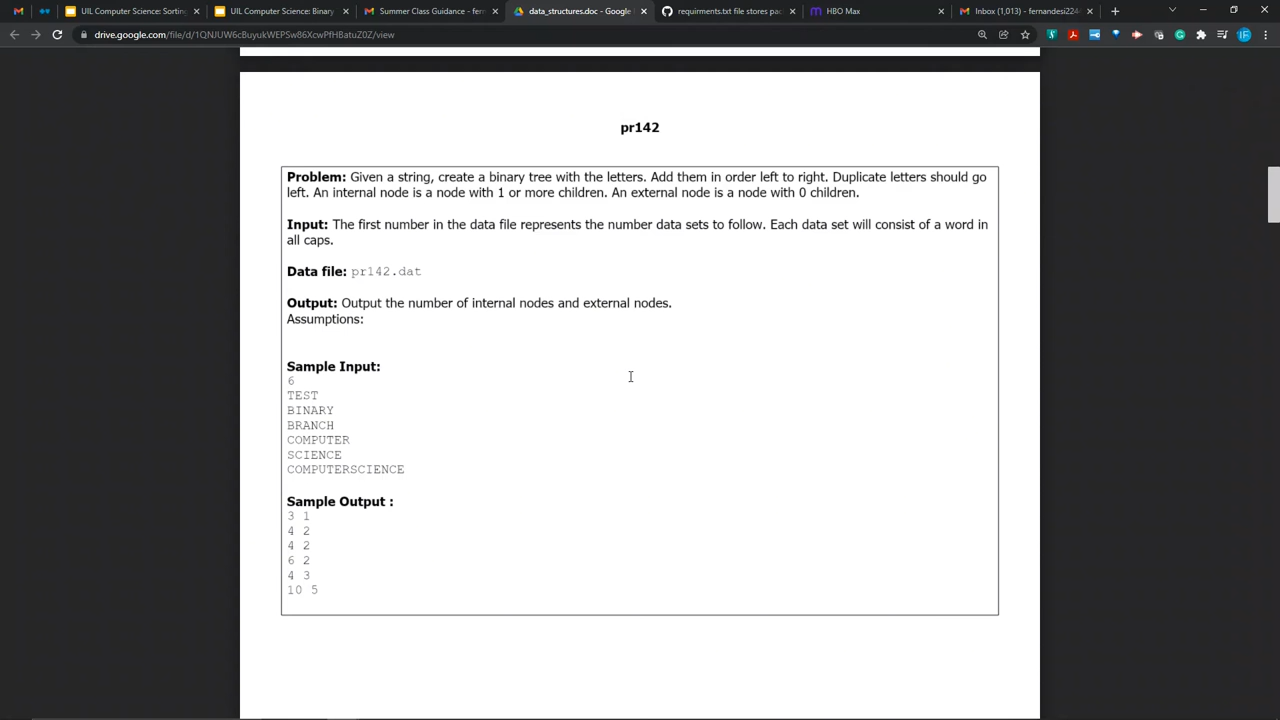 UIL Computer Science: Sorting
UIL Computer Science: Binary
Summer Class Guidance - fern
data_structures.doc - Google
requirments.txt file stores pac
HBO Max
Inbox (1,013) - fernandesi224
drive.google.com/file/d/1QNJUW6cBuyukWEPSw86XcwPfHBatuZ0Z/view
pr142
Problem: Given a string, create a binary tree with the letters. Add them in order left to right. Duplicate letters should go
left. An internal node is a node with 1 or more children. An external node is a node with 0 children.
Input: The first number in the data file represents the number data sets to follow. Each data set will consist of a word in
all caps.
Data file: pr142.dat
Output: Output the number of internal nodes and external nodes.
Assumptions:
Sample Input:
6
TEST
BINARY
BRANCH
COMPUTER
SCIENCE
COMPUTERSCIENCE
Sample Output :
3 1
4 2
4 2
6 2
4 3
10 5